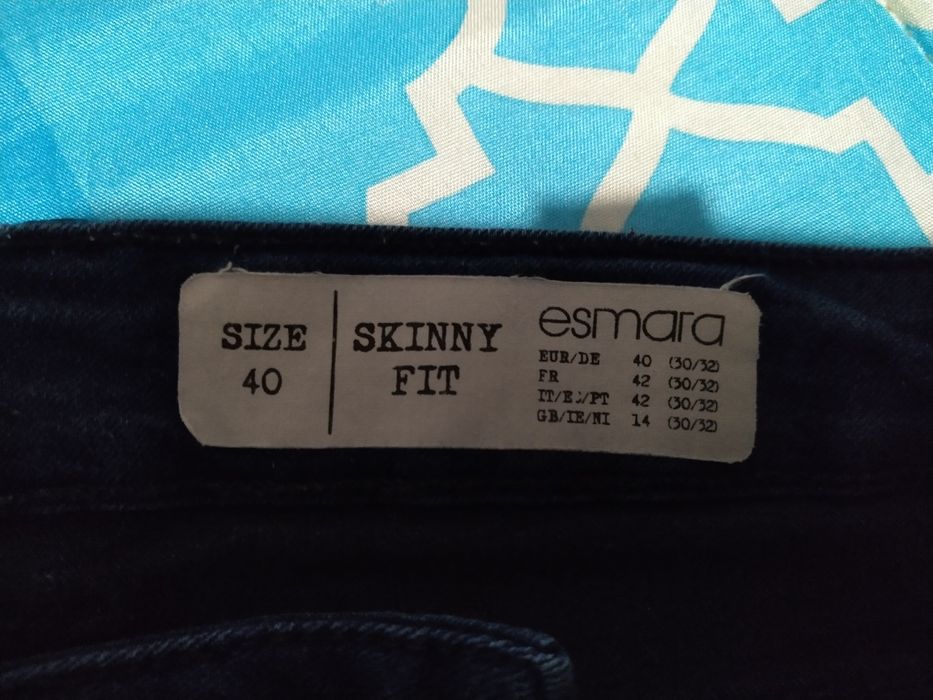 SIZE
40
SKINNY
FIT
esmara
EUR/DE 40 (30/32)
FR 42 (30/32)
IT/ES/PT 42 (30/32)
GB/IE/NI 14 (30/32)